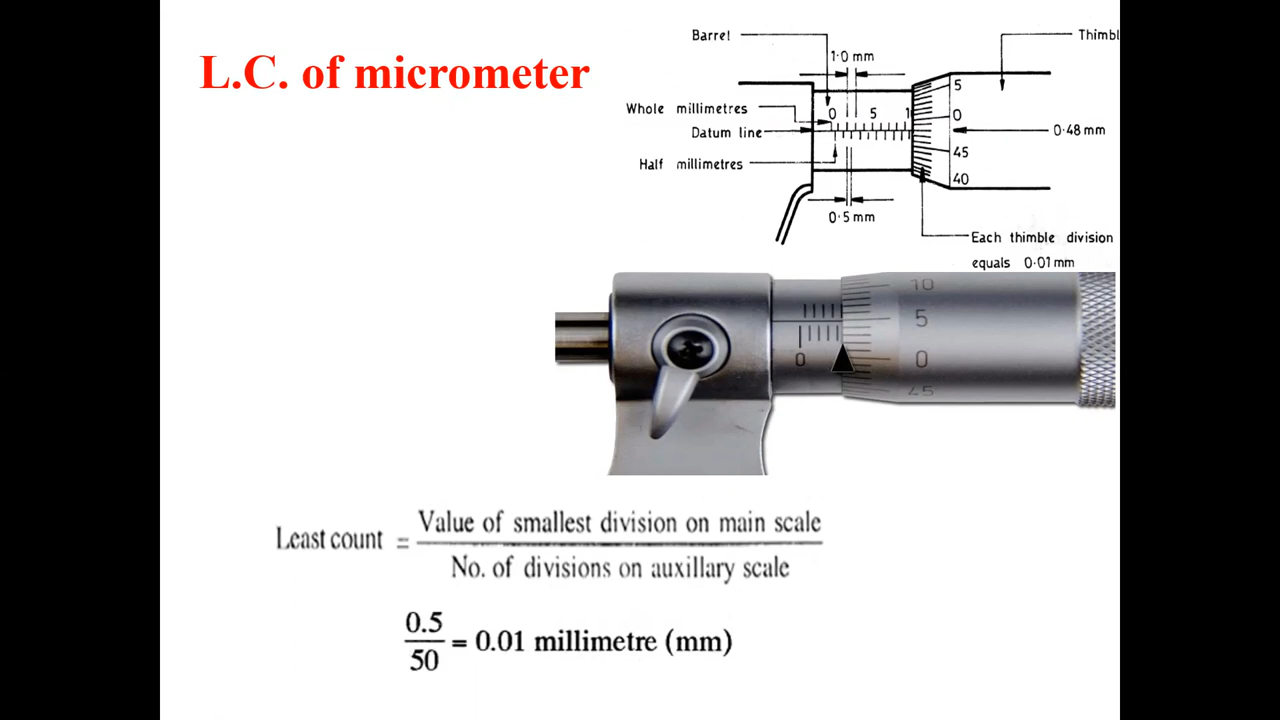 L.C. of micrometer
Barrel
Thimbl
1·0 mm
Whole millimetres
0 5 1
Datum line
Half millimetres
0·5 mm
5
0
45
40
0·48 mm
Each thimble division
equals 0·01 mm
10
5
0
45
0
Least count = Value of smallest division on main scale
No. of divisions on auxillary scale
0.5
50
= 0.01 millimetre (mm)